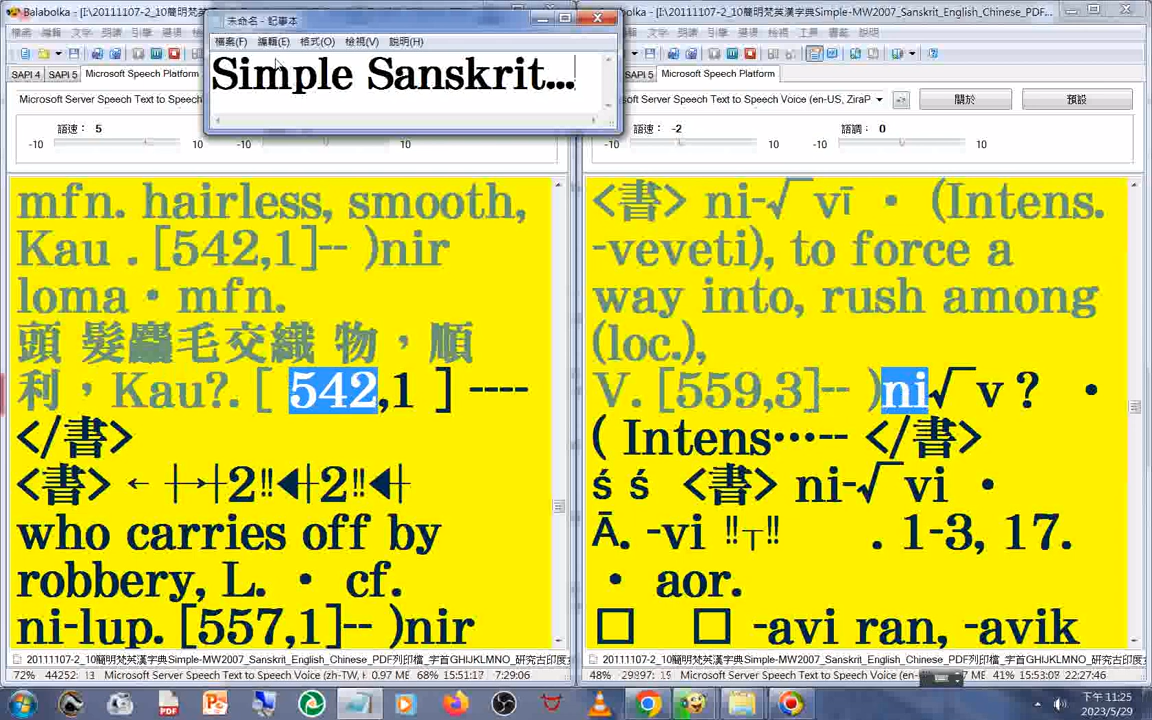 Balabolka - [I:\20111107-2_10簡明梵英
未命名 - 記事本
olka - [I:\20111107-2_10簡明梵英漢字典Simple-MW2007_Sanskrit_English_Chinese_PDF...
檔案(F) 編輯(E) 格式(O) 檢視(V) 說明(H)
Simple Sanskrit...
SAPI 4 SAPI 5 Microsoft Speech Platform
SAPI 5 Microsoft Speech Platform
Microsoft Server Speech Text to Speech
Microsoft Server Speech Text to Speech Voice (en-US, ZiraP
關於 預設
語速： 5
語速： -2 語調： 0
-10 10 -10 10
-10 10 -10 10
mfn. hairless, smooth,
Kau . [542,1]-- )nir
loma • mfn.
頭 髮麤毛交織 物，順
利，Kau?. [ 542,1 ] ----
</書>
<書> ← ┼→┼2‼◄┼2‼◄┼
who carries off by
robbery, L. • cf.
ni-lup. [557,1]-- )nir
<書> ni-√ vī • (Intens.
-veveti), to force a
way into, rush among
(loc.),
V. [559,3]-- )ni√ v ? •
( Intens…-- </書>
ś ś <書> ni-√ vi •
Ā. -vi ‼┬‼ . 1-3, 17.
• aor.
□ □ -avi ran, -avik
20111107-2_10簡明梵英漢字典Simple-MW2007_Sanskrit_English_Chinese_PDF列印檔_字首GHIJKLMNO_研究古印度
20111107-2_10簡明梵英漢字典Simple-MW2007_Sanskrit_English_Chinese_PDF列印檔_字首GHIJKLMNO_研究古印度
72% 44252: 13 Microsoft Server Speech Text to Speech Voice (zh-TW, 0.97 ME 68% 15:51:17 7:29:06
48% 29897: 15 Microsoft Server Speech Text to Speech Voice 41% 15:53:07 22:27:46
下午 11:25
2023/5/29